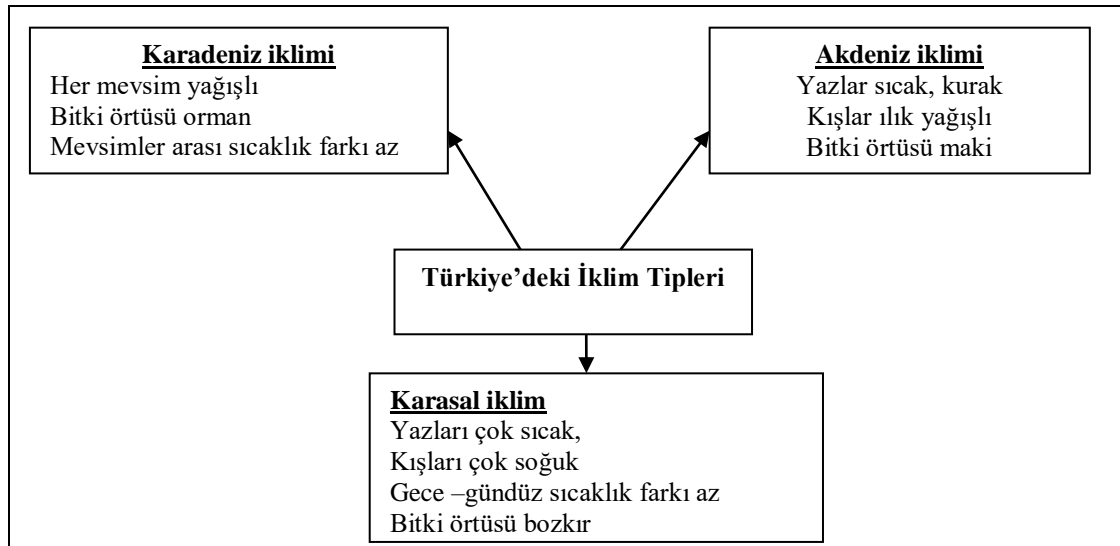 Karadeniz iklimi
Her mevsim yağışlı
Bitki örtüsü orman
Mevsimler arası sıcaklık farkı az
Akdeniz iklimi
Yazlar sıcak, kurak
Kışlar ılık yağışlı
Bitki örtüsü maki
Türkiye’deki İklim Tipleri
Karasal iklim
Yazları çok sıcak,
Kışları çok soğuk
Gece –gündüz sıcaklık farkı az
Bitki örtüsü bozkır